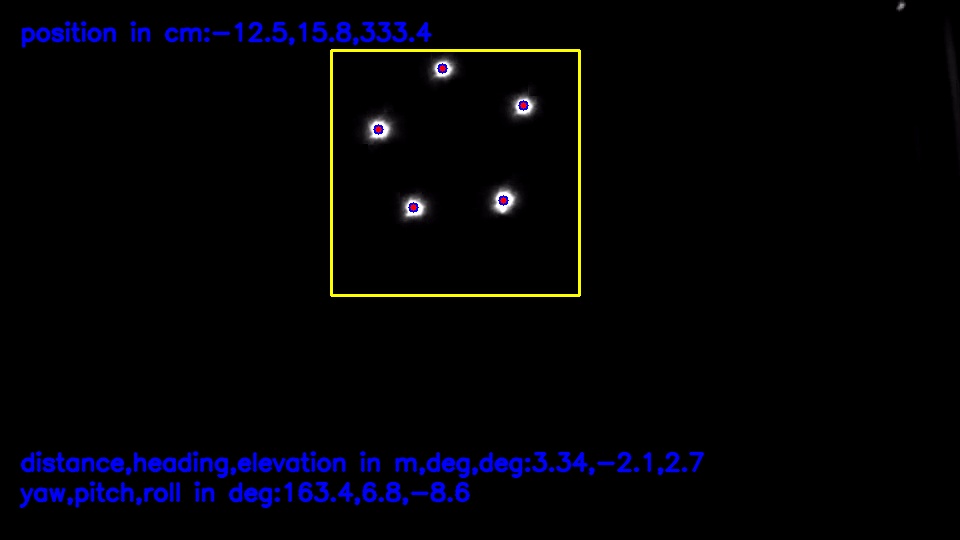 position in cm:-12.5,15.8,333.4
distance,heading,elevation in m,deg,deg:3.34,-2.1,2.7
yaw,pitch,roll in deg:163.4,6.8,-8.6